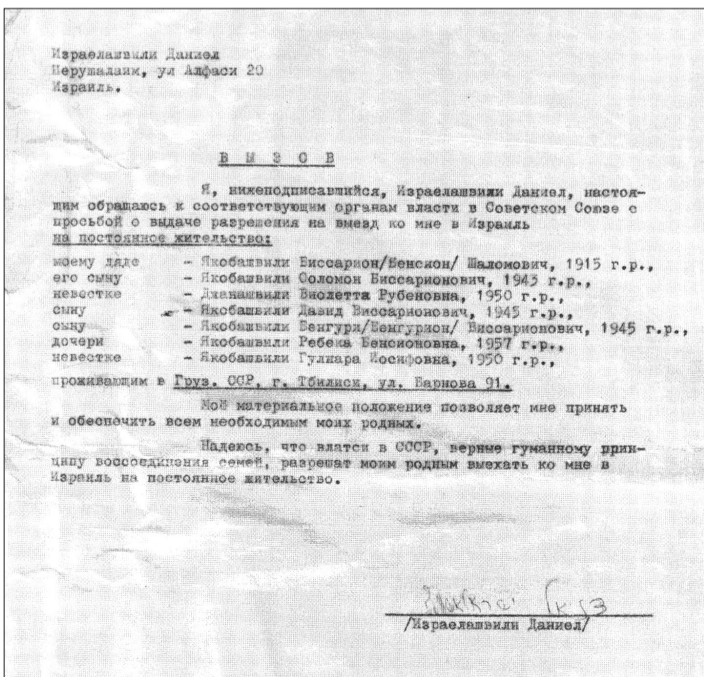 Израелашвили Даниел
Иерушалаим, ул Алфаси 20
Израиль.
В Ы З О В
Я, нижеподписавшийся, Израелашвили Даниел, настоя-
щим обращаюсь к соответствующим органам власти в Советском Союзе с
просьбой о выдаче разрешения на выезд ко мне в Израиль
на постоянное жительство:
моему дяде – Якобашвили Биссарион/Бенсион/ Шаломович, 1915 г.р.,
его сыну – Якобашвили Соломон Биссарионович, 1943 г.р.,
невестке – Джанашвили Виолетта Рубеновна, 1950 г.р.,
сыну – Якобашвили Давид Виссарионович, 1945 г.р.,
сыну – Якобашвили Бенгури/Бенгурион/ Виссарионович, 1945 г.р.,
дочери – Якобашвили Ребека Бенсионовна, 1957 г.р.,
невестке – Якобашвили Гулнара Иосифовна, 1950 г.р.,
проживающим в Груз. ССР, г. Тбилиси, ул. Барнова 91.
Моё материальное положение позволяет мне принять
и обеспечить всем необходимым моих родных.
Надеюсь, что влатси в СССР, верные гуманному прин-
ципу воссоединения семей, разрешат моим родным выехать ко мне в
Израиль на постоянное жительство.
/Израелашвили Даниел/